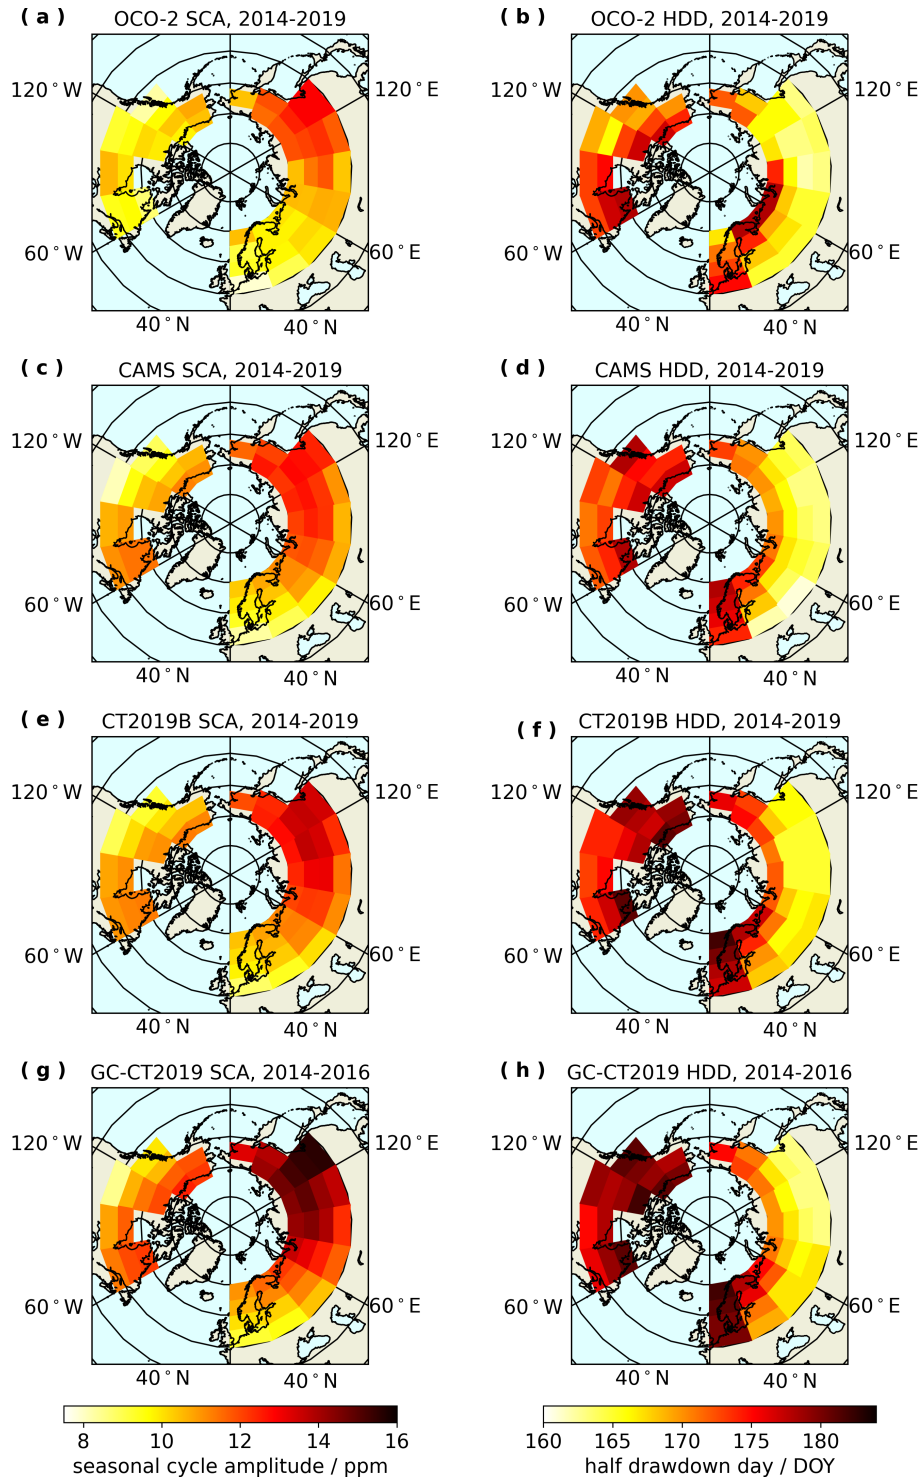 ( a ) OCO-2 SCA, 2014-2019
( b ) OCO-2 HDD, 2014-2019
120°W 120°E 120°E
60°W 60°E 60°W 60°E
40°N 40°N 40°N 40°N
( c ) CAMS SCA, 2014-2019
( d ) CAMS HDD, 2014-2019
120°W 120°W 120°E
60°W 60°W 60°E
40°N 40°N 40°N 40°N
( e ) CT2019B SCA, 2014-2019
( f ) CT2019B HDD, 2014-2019
120°W 120°E 120°E
60°W 60°E 60°W 60°E
40°N 40°N 40°N 40°N
( g ) GC-CT2019 SCA, 2014-2016
( h ) GC-CT2019 HDD, 2014-2016
120°W 120°E 120°E
60°W 60°E 60°W 60°E
40°N 40°N 40°N 40°N
8 10 12 14 16
seasonal cycle amplitude / ppm
160 165 170 175 180
half drawdown day / DOY